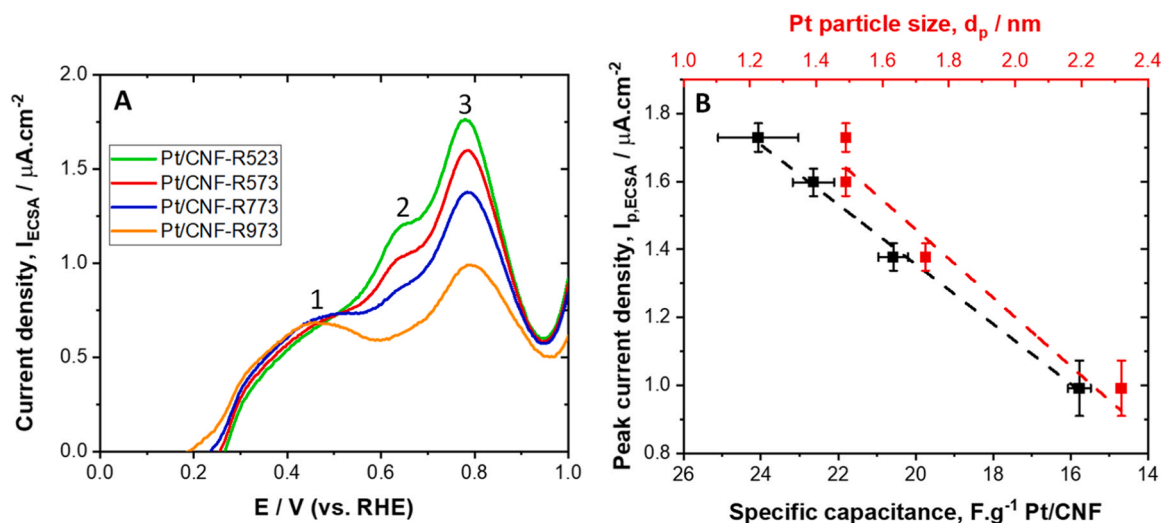 A
1
2
3
Pt/CNF-R523
Pt/CNF-R573
Pt/CNF-R773
Pt/CNF-R973
Current density, I_ECSA / µA.cm⁻²
2.0
1.5
1.0
0.5
0.0
0.0 0.2 0.4 0.6 0.8 1.0
E / V (vs. RHE)
Pt particle size, d_p / nm
1.0 1.2 1.4 1.6 1.8 2.0 2.2 2.4
B
Peak current density, I_p,ECSA / µA.cm⁻²
1.8
1.6
1.4
1.2
1.0
0.8
26 24 22 20 18 16 14
Specific capacitance, F.g⁻¹ Pt/CNF